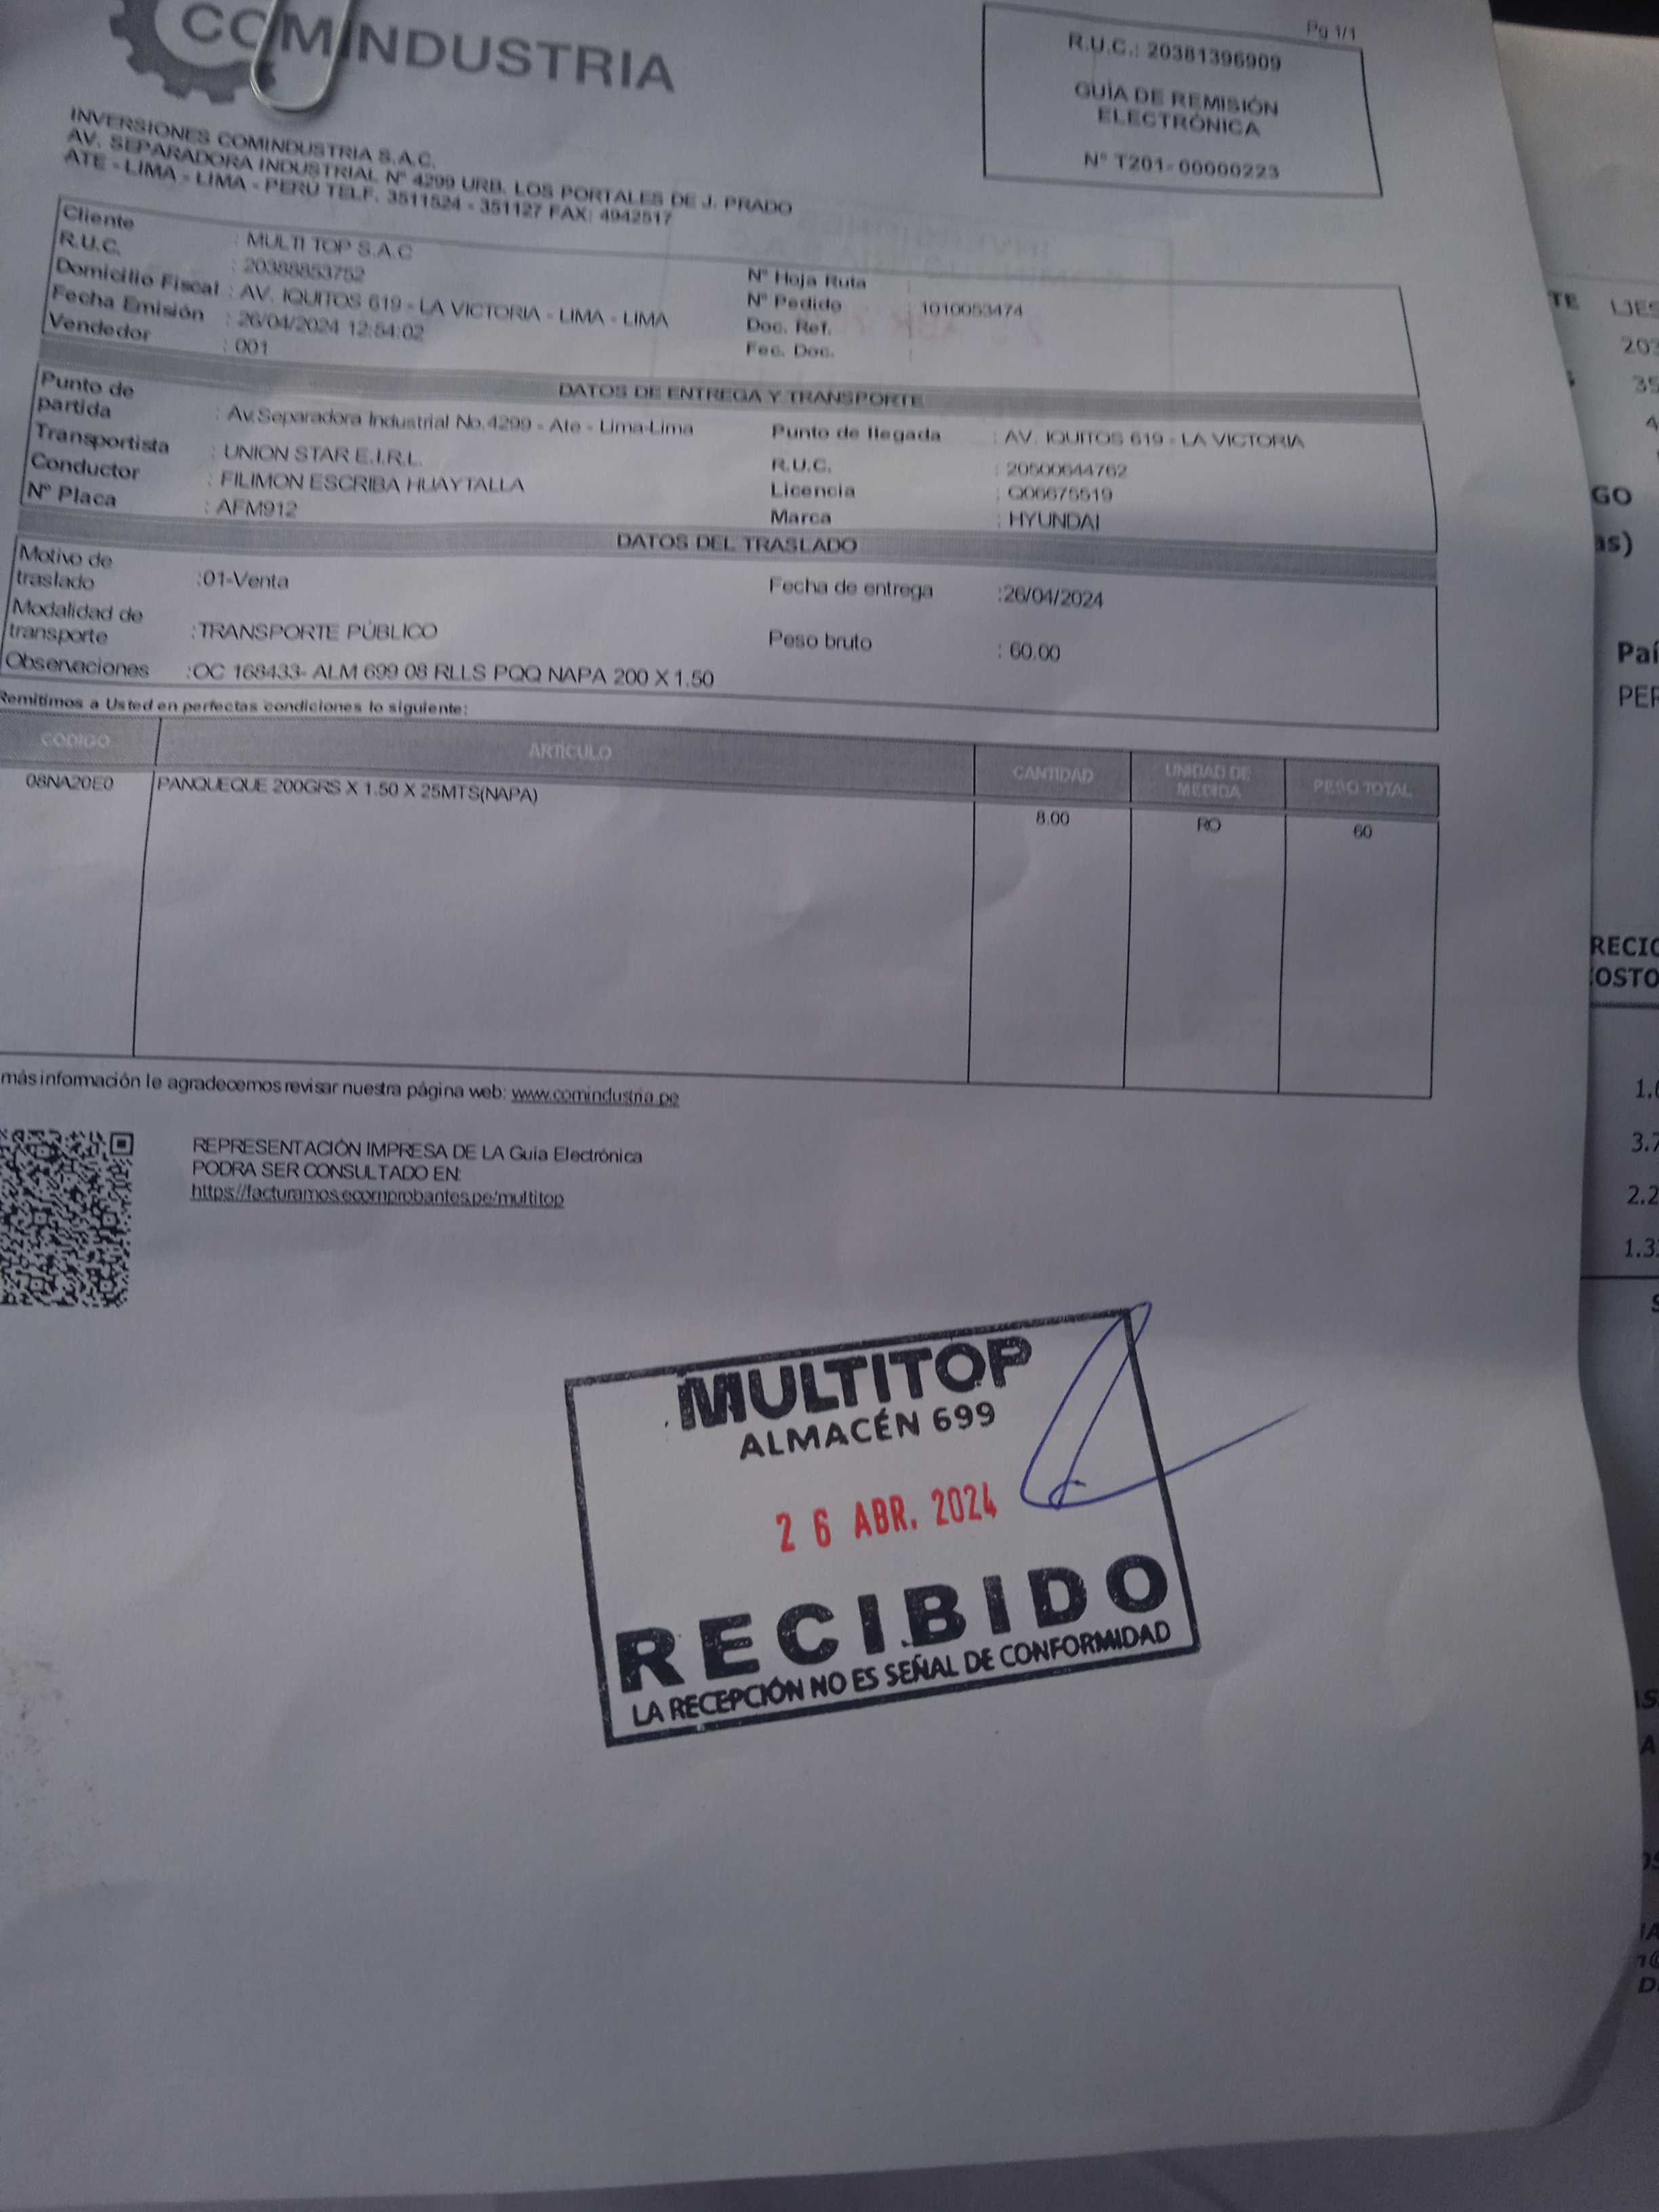 Pg 1/1
COMINDUSTRIA
R.U.C.: 20381396909
GUÍA DE REMISIÓN
ELECTRÓNICA
N° T201-00000223
INVERSIONES COMINDUSTRIA S.A.C.
AV. SEPARADORA INDUSTRIAL N° 4299 URB. LOS PORTALES DE J. PRADO
ATE - LIMA - LIMA - PERU TELF. 3511524 - 351127 FAX: 4942517
Cliente : MULTI TOP S.A.C
R.U.C. : 20388853752
Domicilio Fiscal : AV. IQUITOS 619 - LA VICTORIA - LIMA - LIMA
Fecha Emisión : 26/04/2024 12:54:02
Vendedor : 001
N° Hoja Ruta :
N° Pedido : 1010053474
Doc. Ref. :
Fec. Doc. :
DATOS DE ENTREGA Y TRANSPORTE
Punto de partida : Av.Separadora Industrial No.4299 - Ate - Lima-Lima Punto de llegada : AV. IQUITOS 619 - LA VICTORIA
Transportista : UNION STAR E.I.R.L. R.U.C. : 20500644762
Conductor : FILIMON ESCRIBA HUAYTALLA Licencia : Q06675519
N° Placa : AFM912 Marca : HYUNDAI
DATOS DEL TRASLADO
Motivo de traslado :01-Venta Fecha de entrega :26/04/2024
Modalidad de transporte :TRANSPORTE PÚBLICO Peso bruto : 60.00
Observaciones :OC 168433- ALM 699 08 RLLS PQQ NAPA 200 X 1.50
Remitimos a Usted en perfectas condiciones lo siguiente:
CÓDIGO ARTÍCULO CANTIDAD UNIDAD DE MEDIDA PESO TOTAL
08NA20E0 PANQUEQUE 200GRS X 1.50 X 25MTS(NAPA) 8.00 RO 60
más información le agradecemos revisar nuestra página web: www.comindustria.pe
REPRESENTACIÓN IMPRESA DE LA Guía Electrónica
PODRA SER CONSULTADO EN:
https://facturamos.ecomprobantes.pe/multitop
MULTITOP
ALMACÉN 699
26 ABR. 2024
RECIBIDO
LA RECEPCIÓN NO ES SEÑAL DE CONFORMIDAD